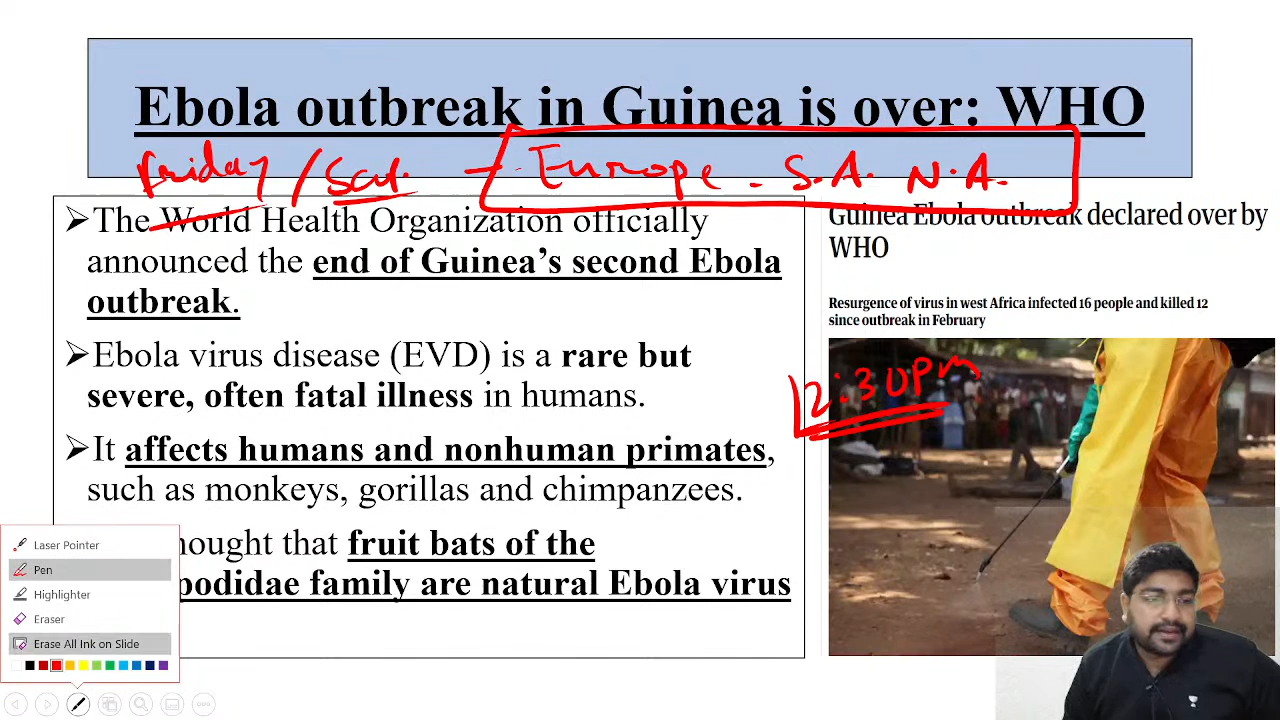 Ebola outbreak in Guinea is over: WHO
Friday / Sat. - Europe . S.A. N.A.
The World Health Organization officially
announced the end of Guinea’s second Ebola
outbreak.
Ebola virus disease (EVD) is a rare but
severe, often fatal illness in humans.
It affects humans and nonhuman primates,
such as monkeys, gorillas and chimpanzees.
hought that fruit bats of the
podidae family are natural Ebola virus
Guinea Ebola outbreak declared over by
WHO
Resurgence of virus in west Africa infected 16 people and killed 12
since outbreak in February
2:30pm
Laser Pointer
Pen
Highlighter
Eraser
Erase All Ink on Slide